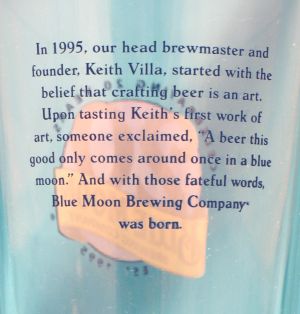 In 1995, our head brewmaster and
founder, Keith Villa, started with the
belief that crafting beer is an art.
Upon tasting Keith's first work of
art, someone exclaimed, "A beer this
good only comes around once in a blue
moon." And with those fateful words,
Blue Moon Brewing Company
was born.